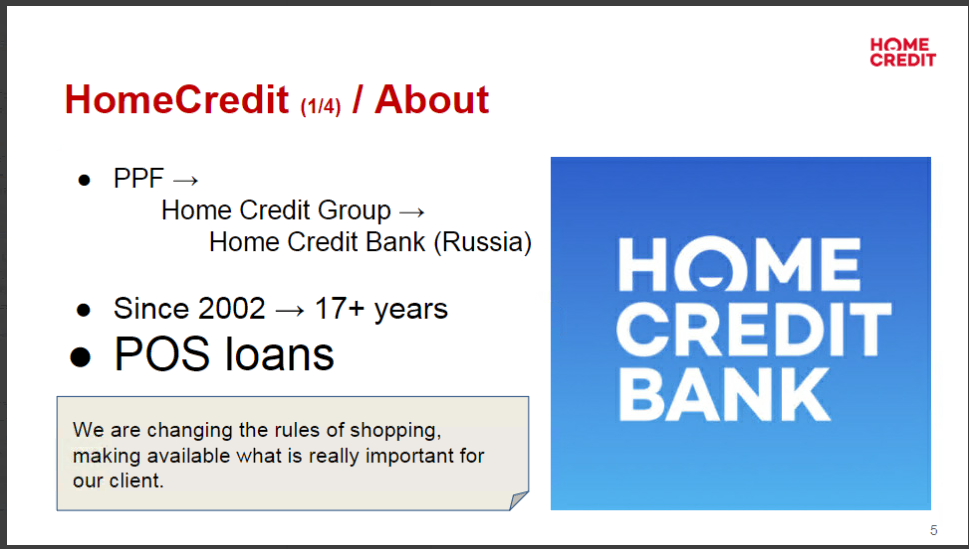 HOME
CREDIT
HomeCredit (1/4) / About
● PPF →
Home Credit Group →
Home Credit Bank (Russia)
● Since 2002 → 17+ years
● POS loans
We are changing the rules of shopping,
making available what is really important for
our client.
HOME
CREDIT
BANK
5